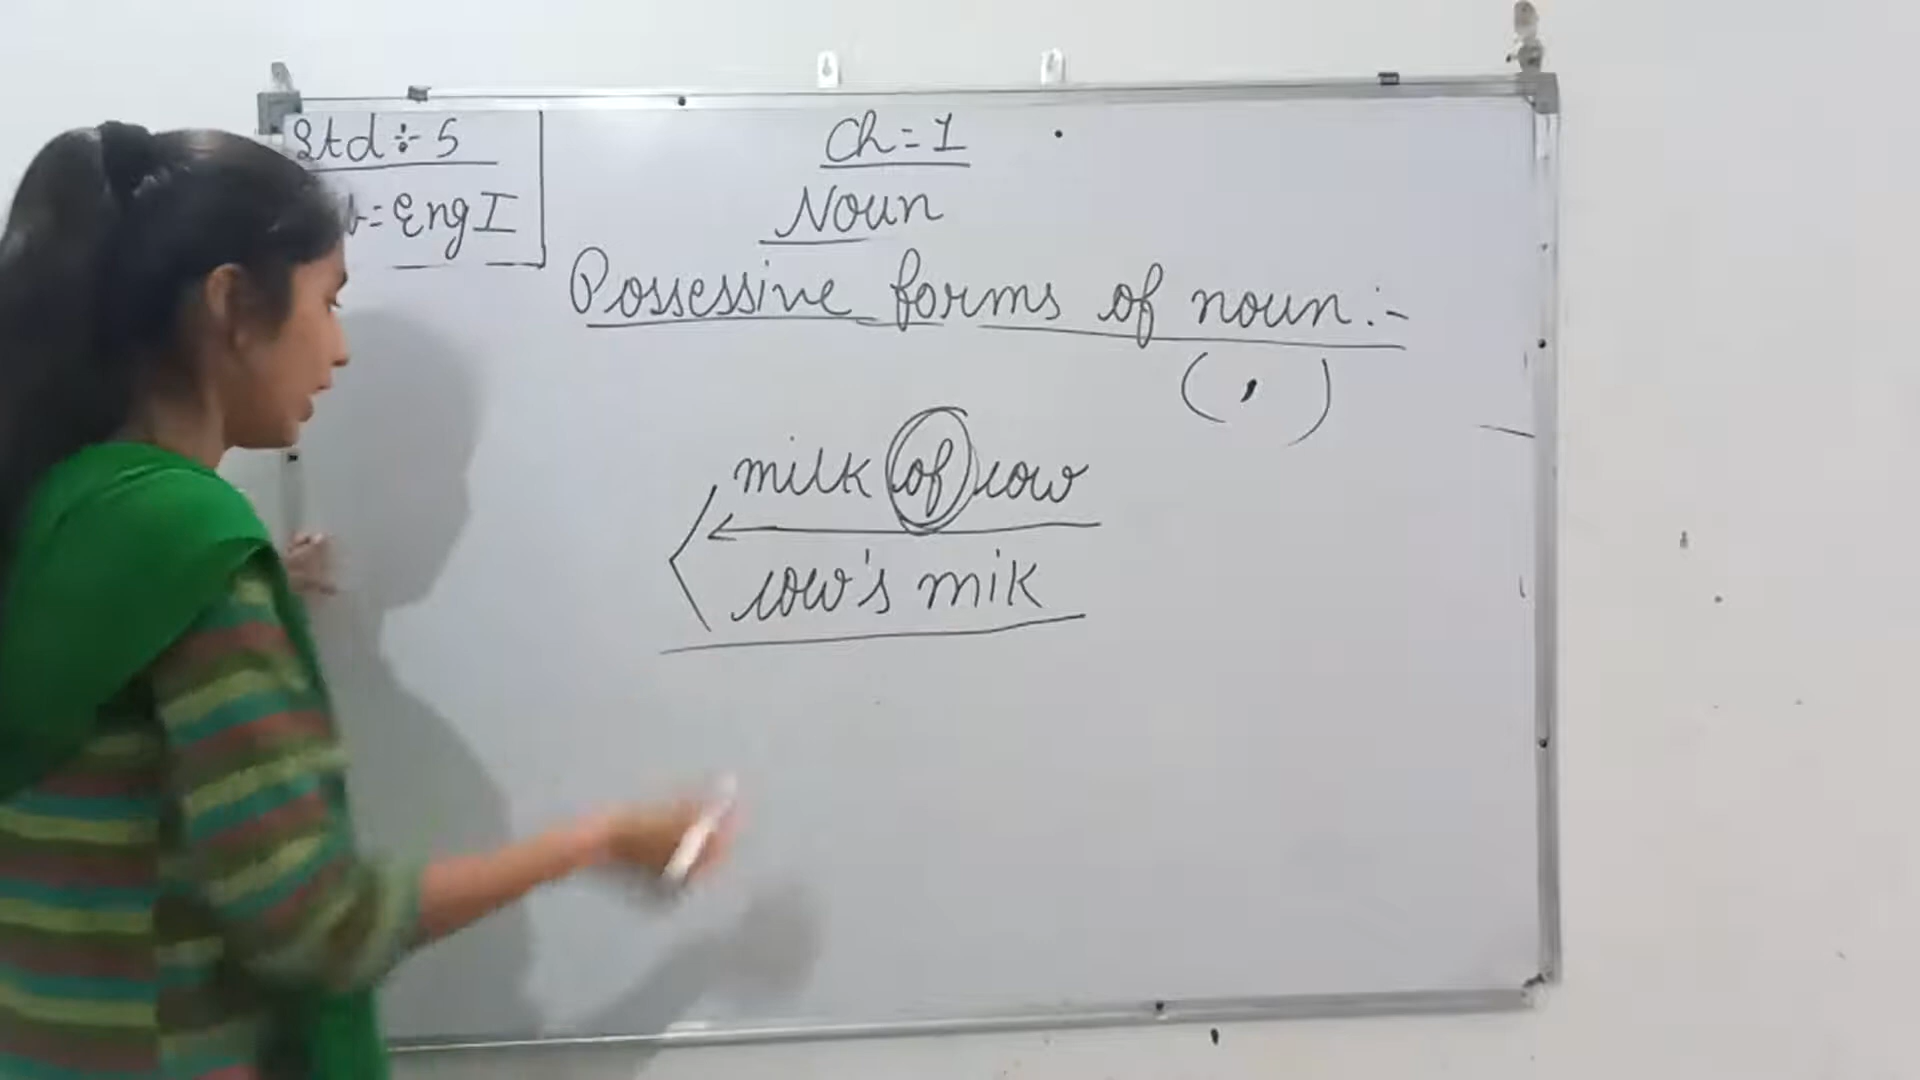 Std ÷ 5
= Eng I
Ch = 1
Noun
Possessive forms of noun :-
( ' )
milk of cow
cow's mik